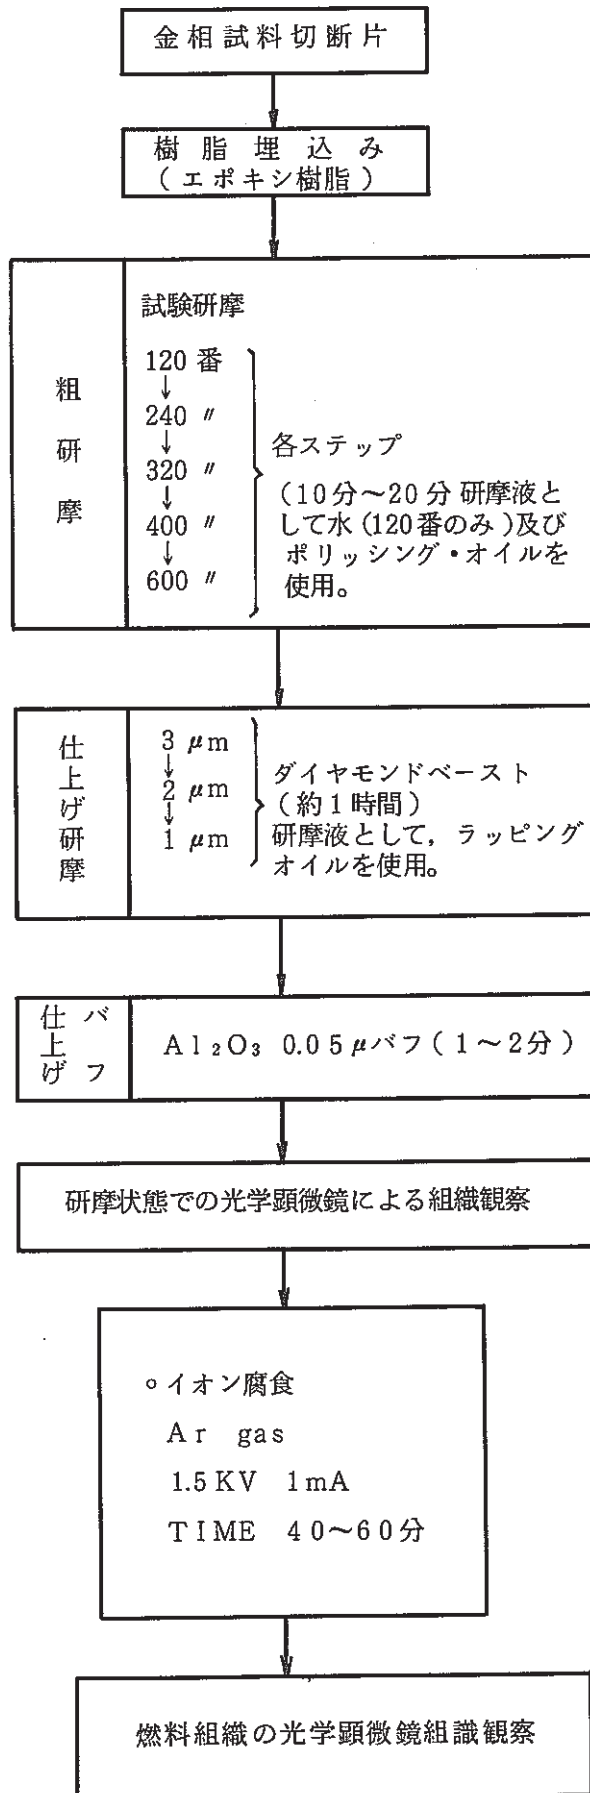 金相試料切断片
樹脂埋込み
(エポキシ樹脂)
粗研摩
試験研摩
120 番
↓
240 〃
↓
320 〃
↓
400 〃
↓
600 〃
各ステップ
(10分～20分 研摩液と
して水(120番のみ)及び
ポリッシング・オイルを
使用。
仕上げ研摩
3 μm
↓
2 μm
↓
1 μm
ダイヤモンドベースト
(約1時間)
研摩液として，ラッピング
オイルを使用。
バフ
仕上げ
Al₂O₃ 0.05μバフ(1～2分)
研摩状態での光学顕微鏡による組織観察
○イオン腐食
Ar gas
1.5KV 1mA
TIME 40～60分
燃料組織の光学顕微鏡組識観察